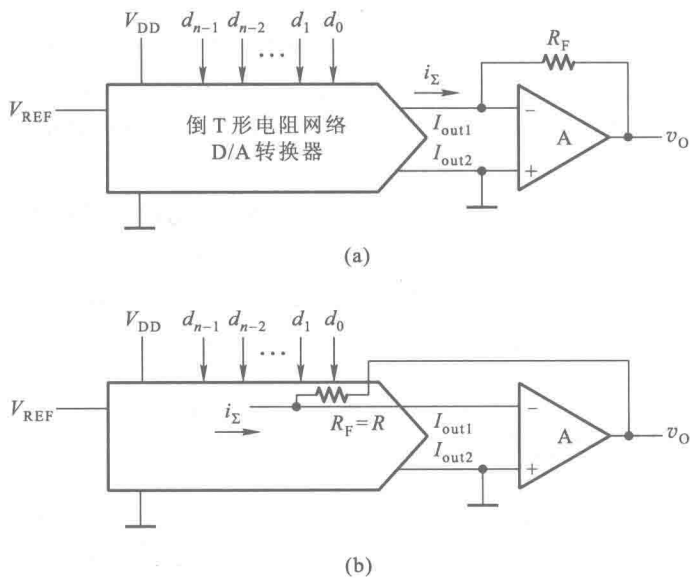 V_DD d_{n-1} d_{n-2} ··· d_1 d_0
R_F
i_Σ
V_REF
倒T形电阻网络
D/A转换器
I_out1
I_out2
−
+
A
v_O
(a)
V_DD d_{n-1} d_{n-2} ··· d_1 d_0
V_REF
i_Σ
R_F=R
I_out1
I_out2
−
+
A
v_O
(b)